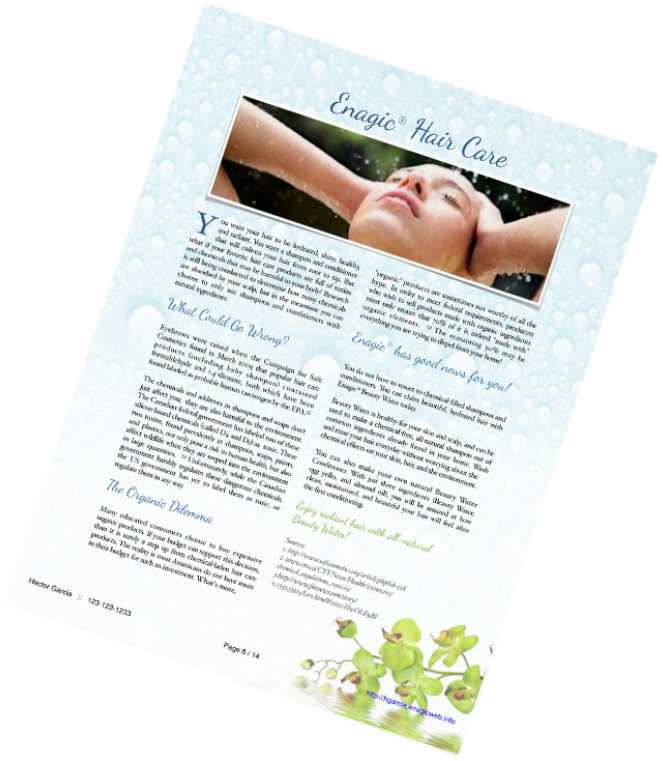 Enagic® Hair Care
You want your hair to be hydrated, shiny, healthy,
and radiant. You want a shampoo and conditioner
that will enliven your hair from root to tip. But
what if your favorite hair care products are full of toxins
and chemicals that may be harmful to your body? Research
is still being conducted to determine how many chemicals
are absorbed by your scalp, but in the meantime you can
choose to only use shampoos and conditioners with
natural ingredients.
What Could Go Wrong?
Eyebrows were raised when the Campaign for Safe
Cosmetics found in March 2009 that popular hair care
products (including baby shampoo) contained
formaldehyde and 1,4-dioxane, both which have been
found labeled as probable human carcinogens by the EPA.
The chemicals and additives in shampoos and soaps don't
just affect you; they are also harmful to the environment.
The Canadian federal government has labeled two of these
silicon-based chemicals (called D4 and D5) as toxic. These
two toxins, found prevalently in shampoos, soaps, paints,
and plastics, not only pose a risk to human health, but also
affect wildlife when they are seeped into the environment
in large quantities. Unfortunately, while the Canadian
government harshly regulates these dangerous chemicals,
the US government has yet to label them as toxic, or
regulate them in any way.
The Organic Dilemma
Many educated consumers choose to buy expensive
organic products. If your budget can support this decision,
then it is surely a step up from chemical-laden hair care
products. The reality is most Americans do not have room
in their budget for such an investment. What's more,
"organic" products are sometimes not worthy of all the
hype. In order to meet federal requirements, producers
who wish to sell products made with organic ingredients
must only ensure that 70% of it is indeed "made with"
organic elements. The remaining 30% may be
everything you are trying to dispel from your home!
Enagic® has good news for you!
You do not have to resort to chemical-filled shampoos and
conditioners. You can claim beautiful, hydrated hair with
Enagic® Beauty Water today.
Beauty Water is healthy for your skin and scalp, and can be
used to make a chemical-free, all-natural shampoo out of
common ingredients already found in your home. Wash
and rinse your hair everyday without worrying about the
chemical effects on your skin, hair, and the environment.
You can also make your own natural Beauty Water
Conditioner. With just three ingredients (Beauty Water,
egg yolks, and almond oil), you will be amazed at how
clean, moisturized, and beautiful your hair will feel after
the first conditioning.
Enjoy radiant hair with all-natural
Beauty Water!
Sources:
Hector Garcia :: 123-123-1233
Page 8 / 14
http://hgarcia.enagicweb.info